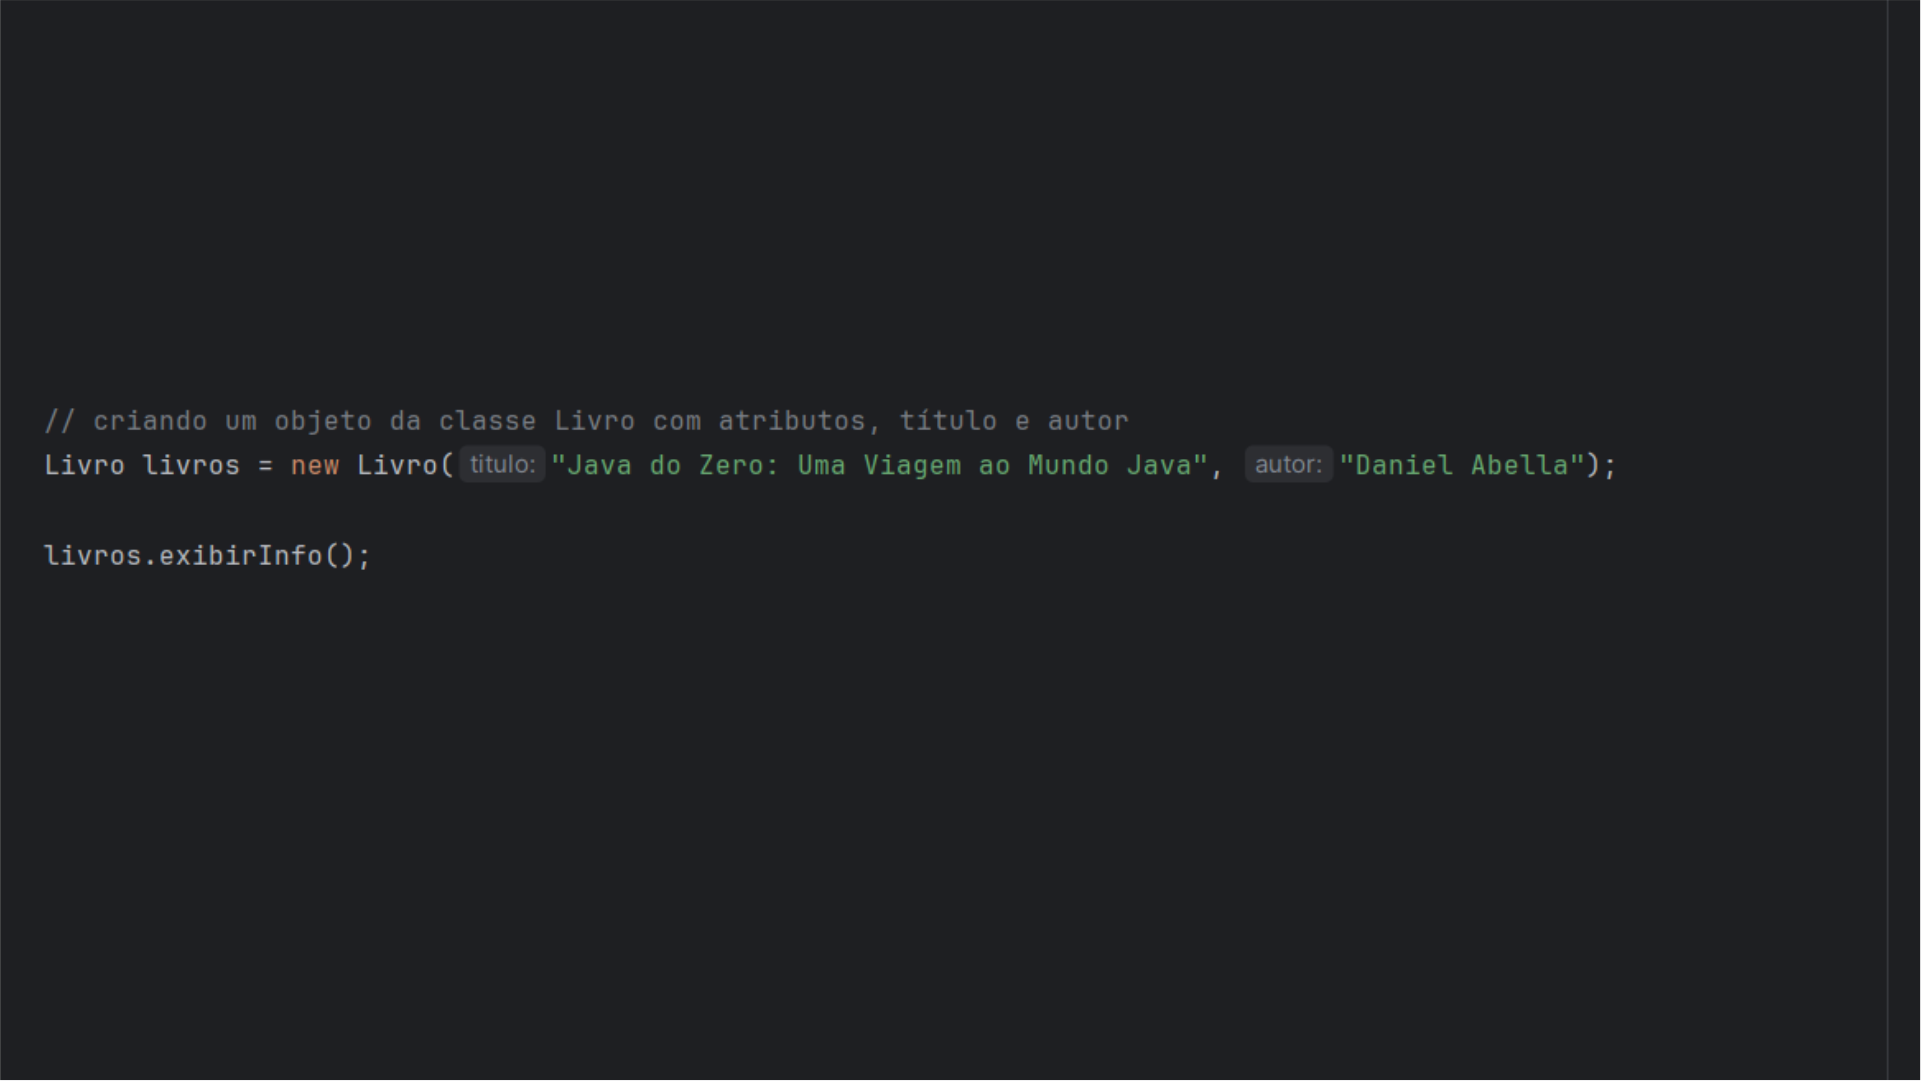 // criando um objeto da classe Livro com atributos, título e autor
Livro livros = new Livro( titulo: "Java do Zero: Uma Viagem ao Mundo Java", autor: "Daniel Abella");
livros.exibirInfo();